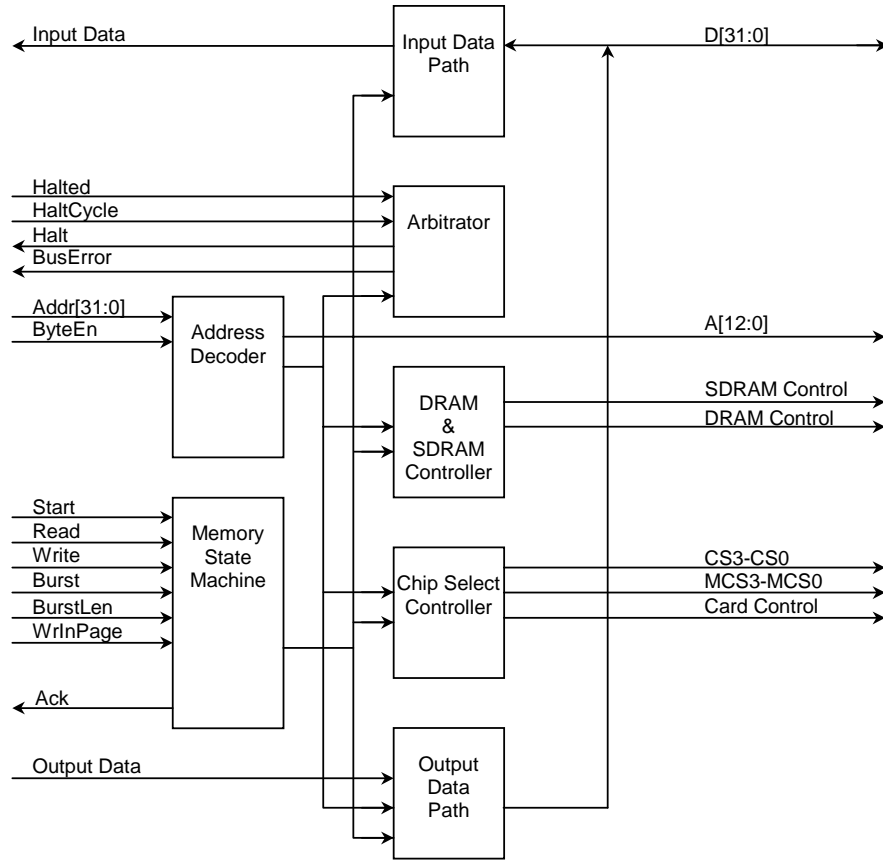 Input Data
Input Data
Path
D[31:0]
Halted
HaltCycle
Halt
BusError
Arbitrator
Addr[31:0]
ByteEn
Address
Decoder
A[12:0]
DRAM
&
SDRAM
Controller
SDRAM Control
DRAM Control
Start
Read
Write
Burst
BurstLen
WrInPage
Ack
Memory
State
Machine
Chip Select
Controller
CS3-CS0
MCS3-MCS0
Card Control
Output Data
Output
Data
Path